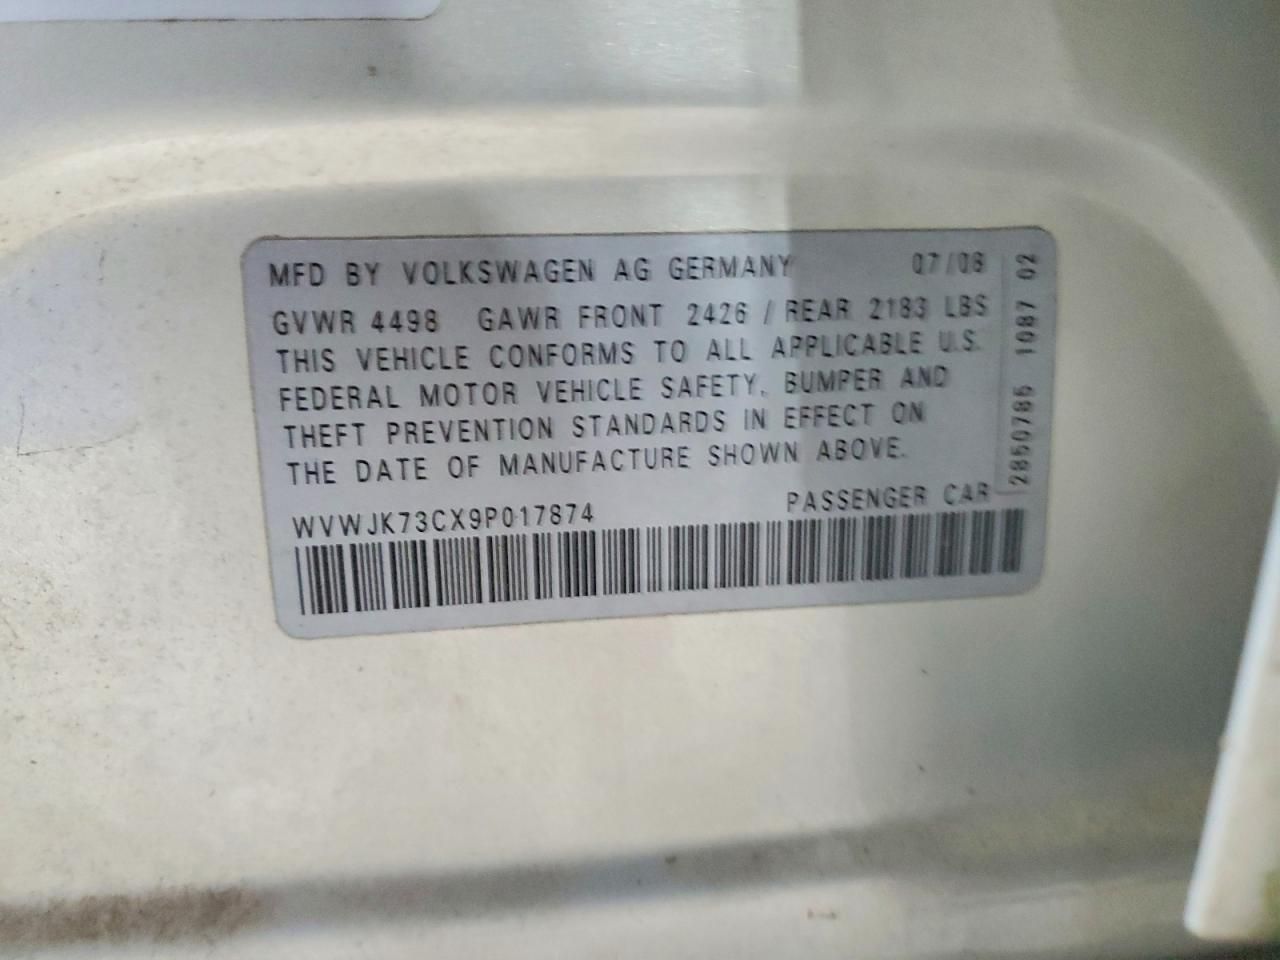 MFD BY VOLKSWAGEN AG GERMANY 07/08
GVWR 4498 GAWR FRONT 2426 / REAR 2183 LBS
THIS VEHICLE CONFORMS TO ALL APPLICABLE U.S.
FEDERAL MOTOR VEHICLE SAFETY, BUMPER AND
THEFT PREVENTION STANDARDS IN EFFECT ON
THE DATE OF MANUFACTURE SHOWN ABOVE.
WVWJK73CX9P017874 PASSENGER CAR
2850786 1087 02